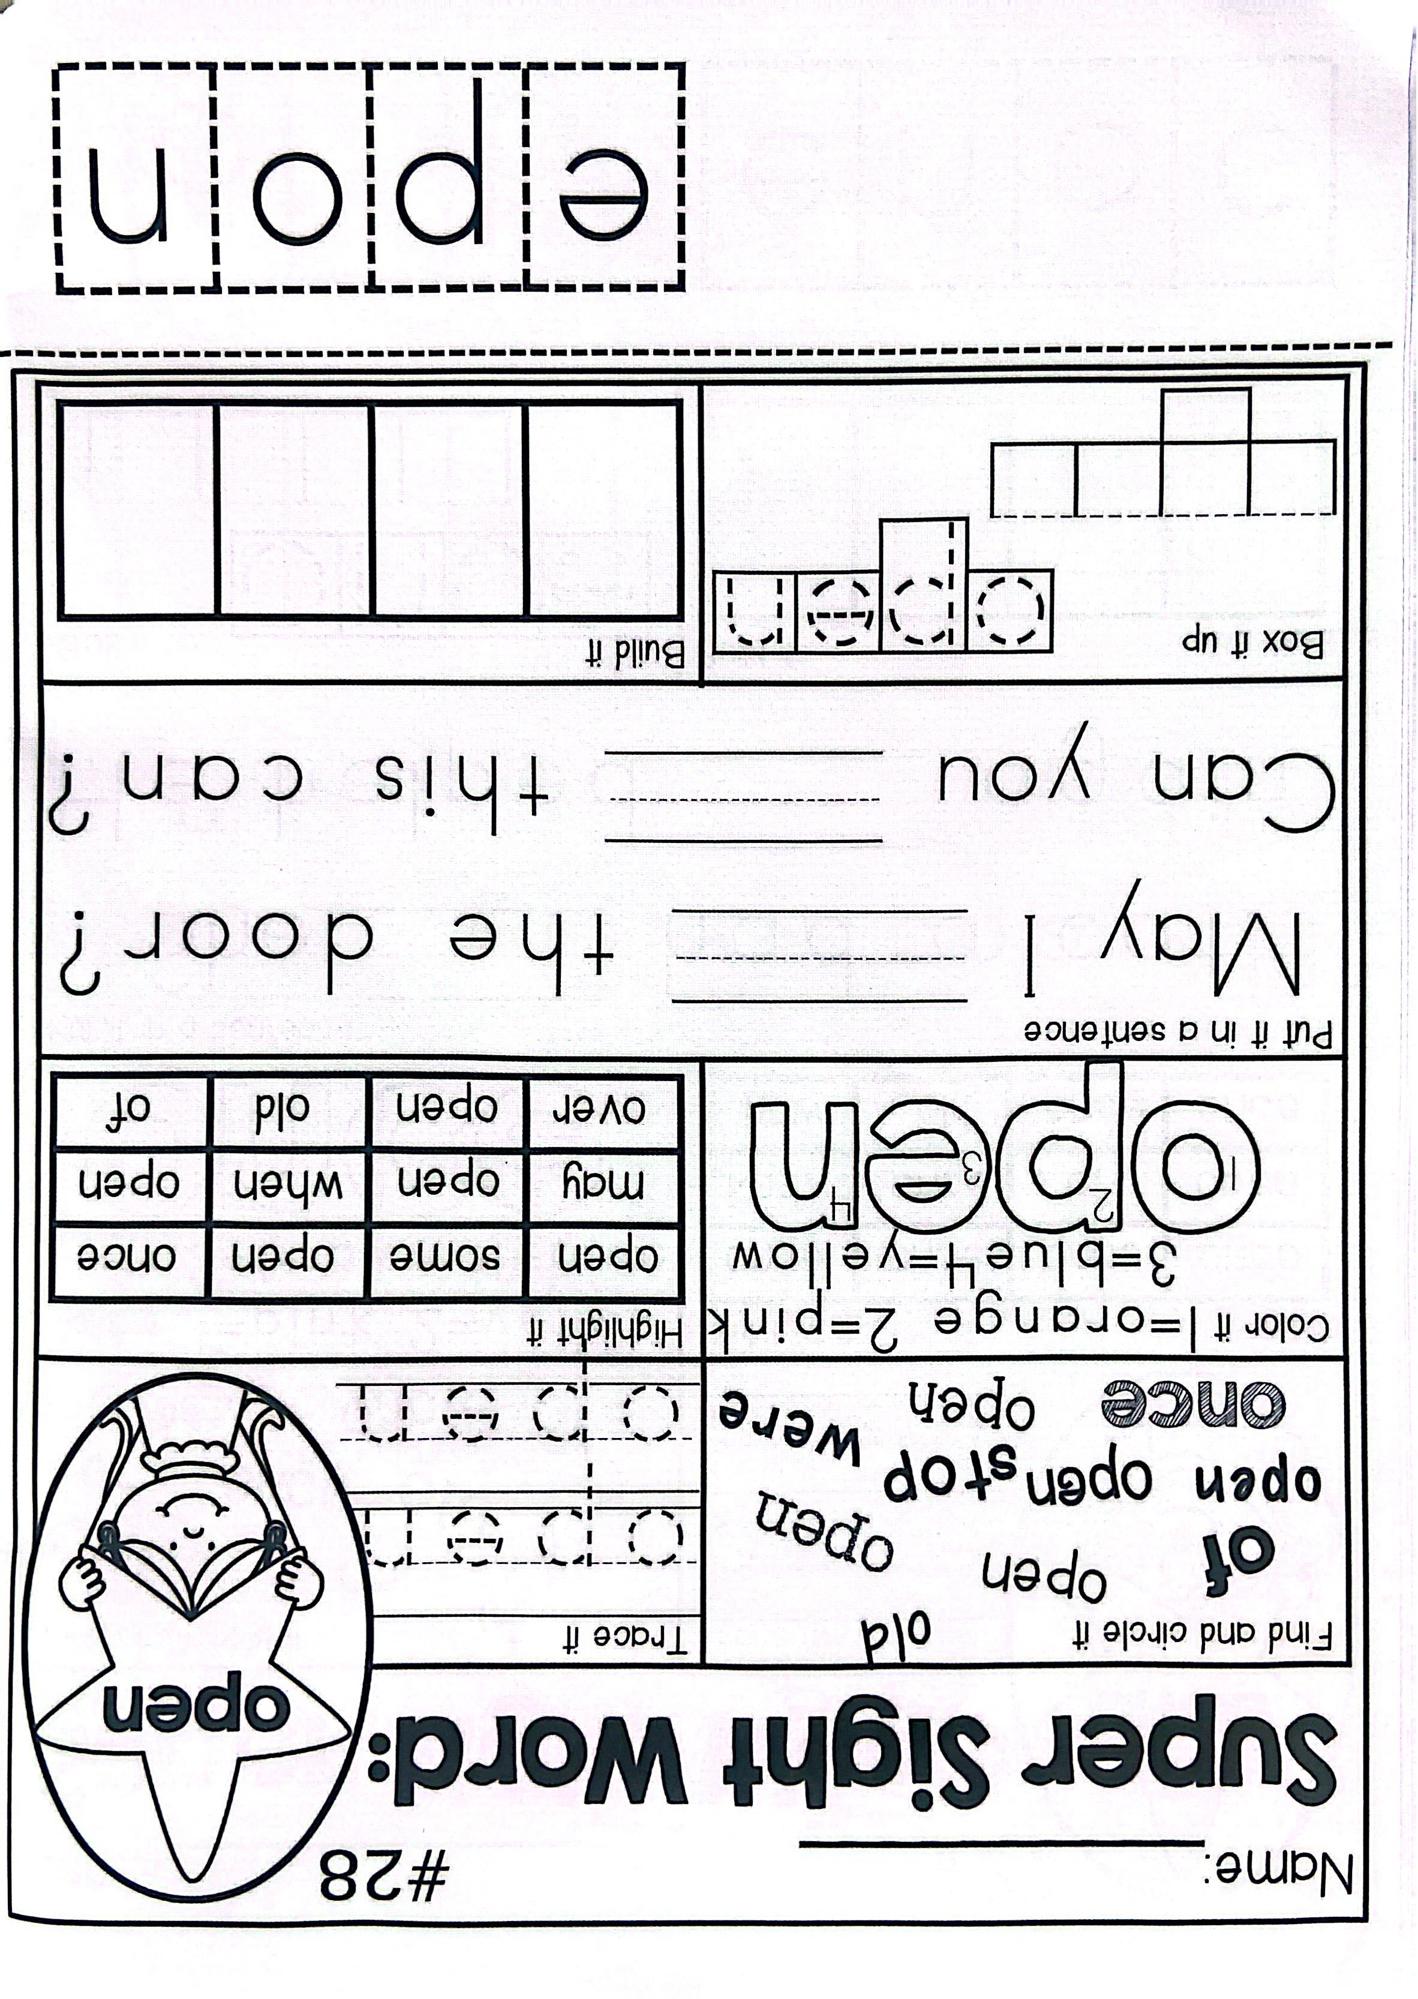 Name: #28
Super Sight Word:
open
Find and circle it
old
of open open
open open stop
once open were
Trace it
open
open
Color it 1=orange 2=pink
3=blue 4=yellow
open
1 2 3 4
Highlight it
open some open once
may open when open
over open old of
Put it in a sentence
May I the door?
Can you this can?
Box it up
open
Build it
e p o n